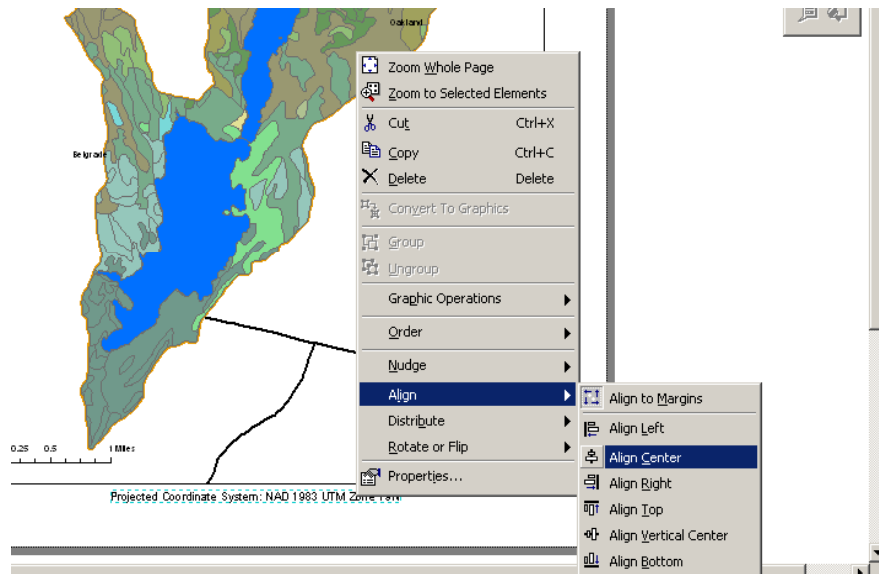 Oakland
Belgrade
0.25 0.5 1 Miles
Projected Coordinate System: NAD 1983 UTM Zone 19N
Zoom Whole Page
Zoom to Selected Elements
Cut Ctrl+X
Copy Ctrl+C
Delete Delete
Convert To Graphics
Group
Ungroup
Graphic Operations
Order
Nudge
Align
Distribute
Rotate or Flip
Properties...
Align to Margins
Align Left
Align Center
Align Right
Align Top
Align Vertical Center
Align Bottom